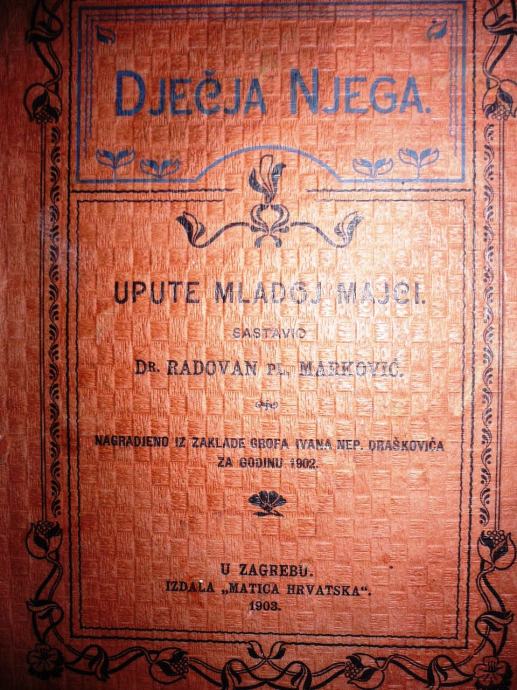 DJEČJA NJEGA.
UPUTE MLADOJ MAJCI.
SASTAVIO
DR. RADOVAN PL. MARKOVIĆ.
NAGRADJENO IZ ZAKLADE GROFA IVANA NEP. DRAŠKOVIĆA
ZA GODINU 1902.
U ZAGREBU.
IZDALA „MATICA HRVATSKA“.
1903.